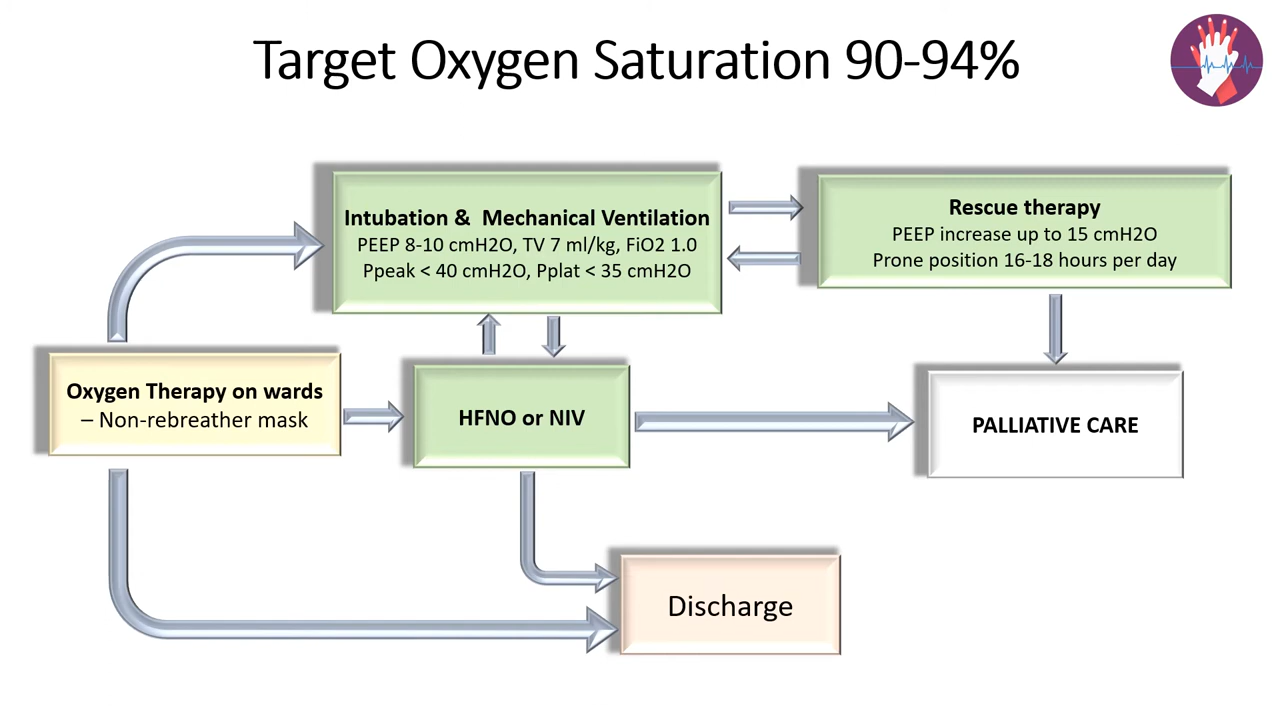 Target Oxygen Saturation 90-94%
Intubation & Mechanical Ventilation
PEEP 8-10 cmH2O, TV 7 ml/kg, FiO2 1.0
Ppeak < 40 cmH2O, Pplat < 35 cmH2O
Rescue therapy
PEEP increase up to 15 cmH2O
Prone position 16-18 hours per day
Oxygen Therapy on wards
– Non-rebreather mask
HFNO or NIV
PALLIATIVE CARE
Discharge